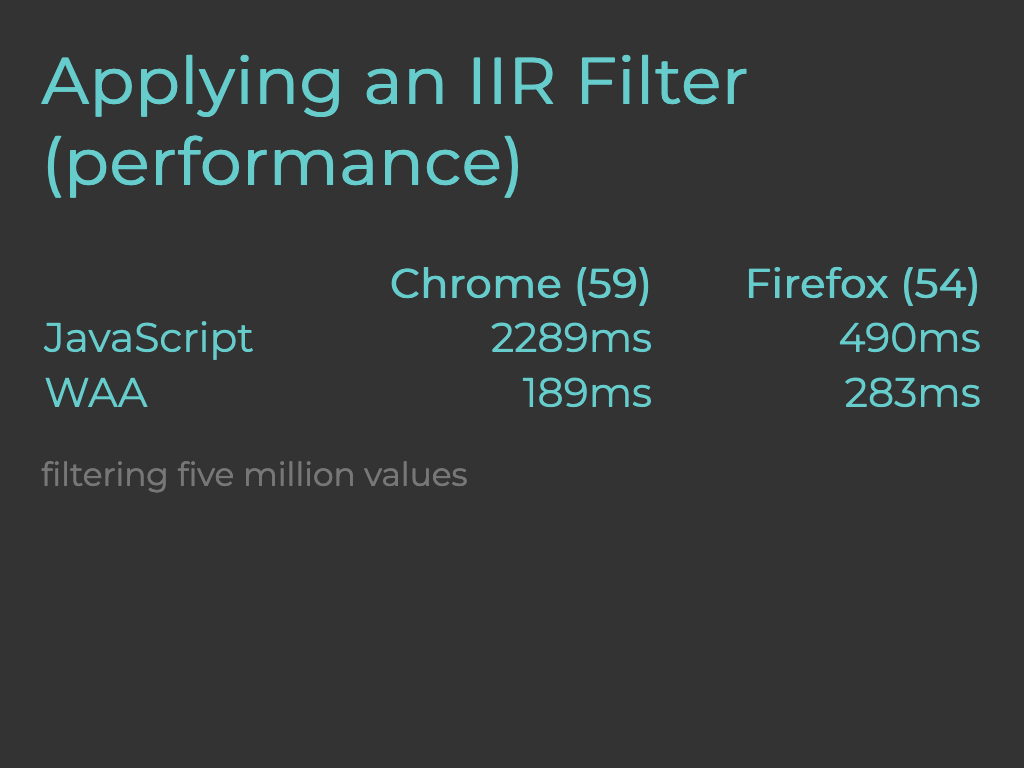 Applying an IIR Filter
(performance)
Chrome (59) Firefox (54)
JavaScript 2289ms 490ms
WAA 189ms 283ms
filtering five million values